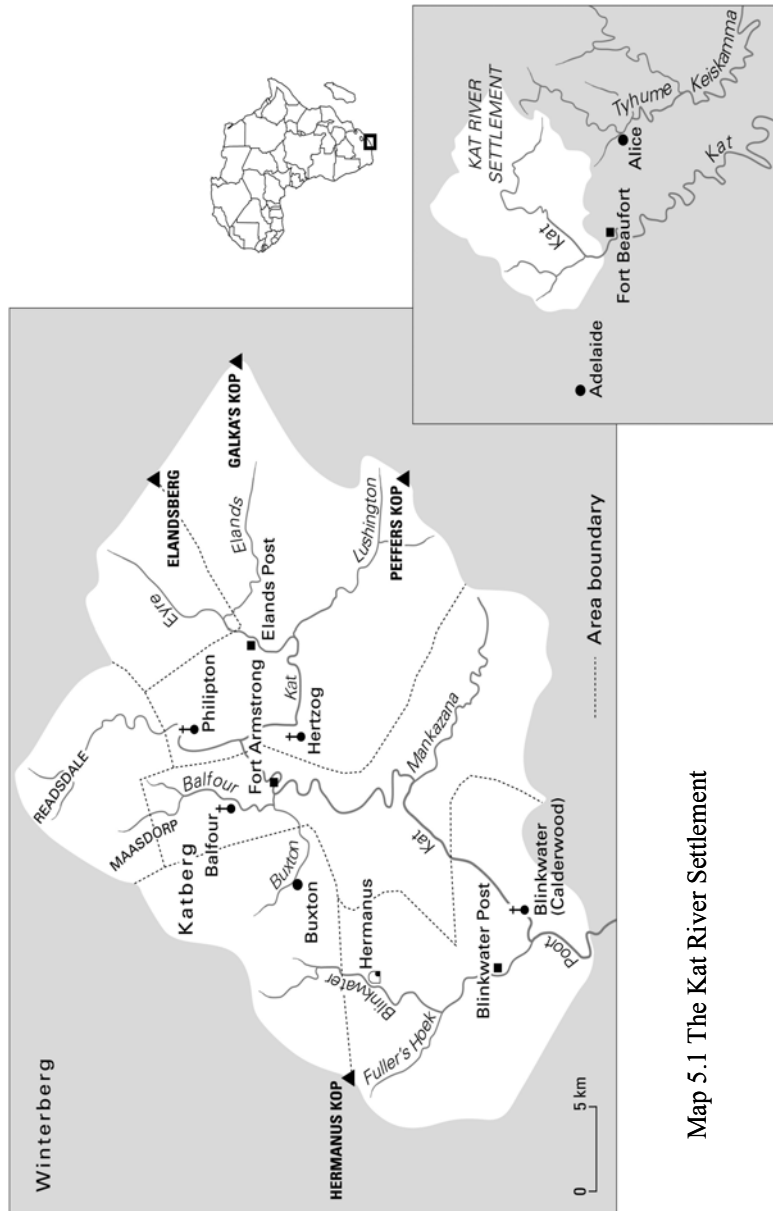 Winterberg
READSDALE
MAASDORP
Katberg
Balfour
Balfour
Buxton
Buxton
Philipton
Eyre
ELANDSBERG
Elands
GALKA'S KOP
Elands Post
Fort Armstrong
Kat
Hertzog
Lushington
PEFFERS KOP
HERMANUS KOP
Hermanus
Blinkwater
Fuller's Hoek
Mankazana
Kat
Blinkwater Post
Blinkwater
(Calderwood)
Poort
0 5 km
Area boundary
KAT RIVER
SETTLEMENT
Kat
Tyhume
Keiskamma
Alice
Fort Beaufort
Kat
Adelaide
Map 5.1 The Kat River Settlement